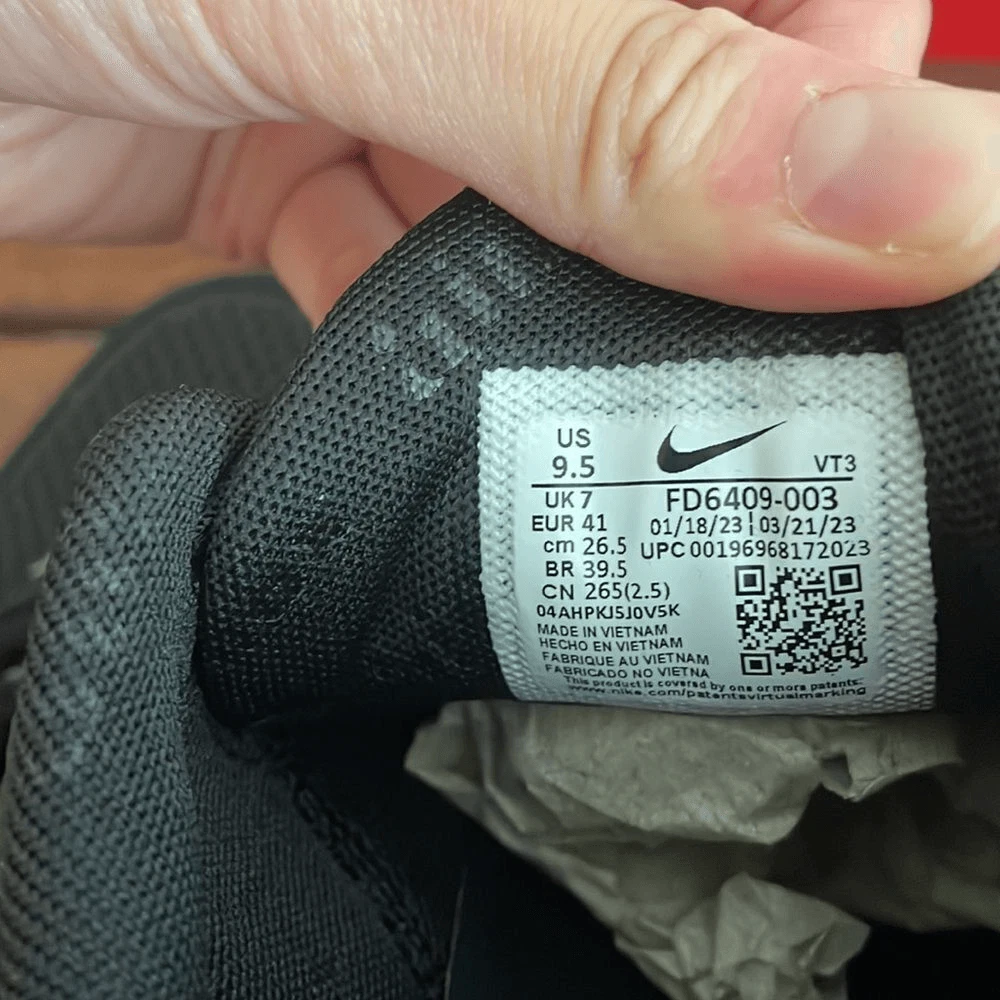 US
9.5
VT3
UK 7
FD6409-003
EUR 41
01/18/23 | 03/21/23
cm 26.5
UPC 00196968172023
BR 39.5
CN 265(2.5)
04AHPKJ5J0V5K
MADE IN VIETNAM
HECHO EN VIETNAM
FABRIQUE AU VIETNAM
FABRICADO NO VIETNA
This product is covered by one or more patents:
www.nike.com/patentsvirtualmarking